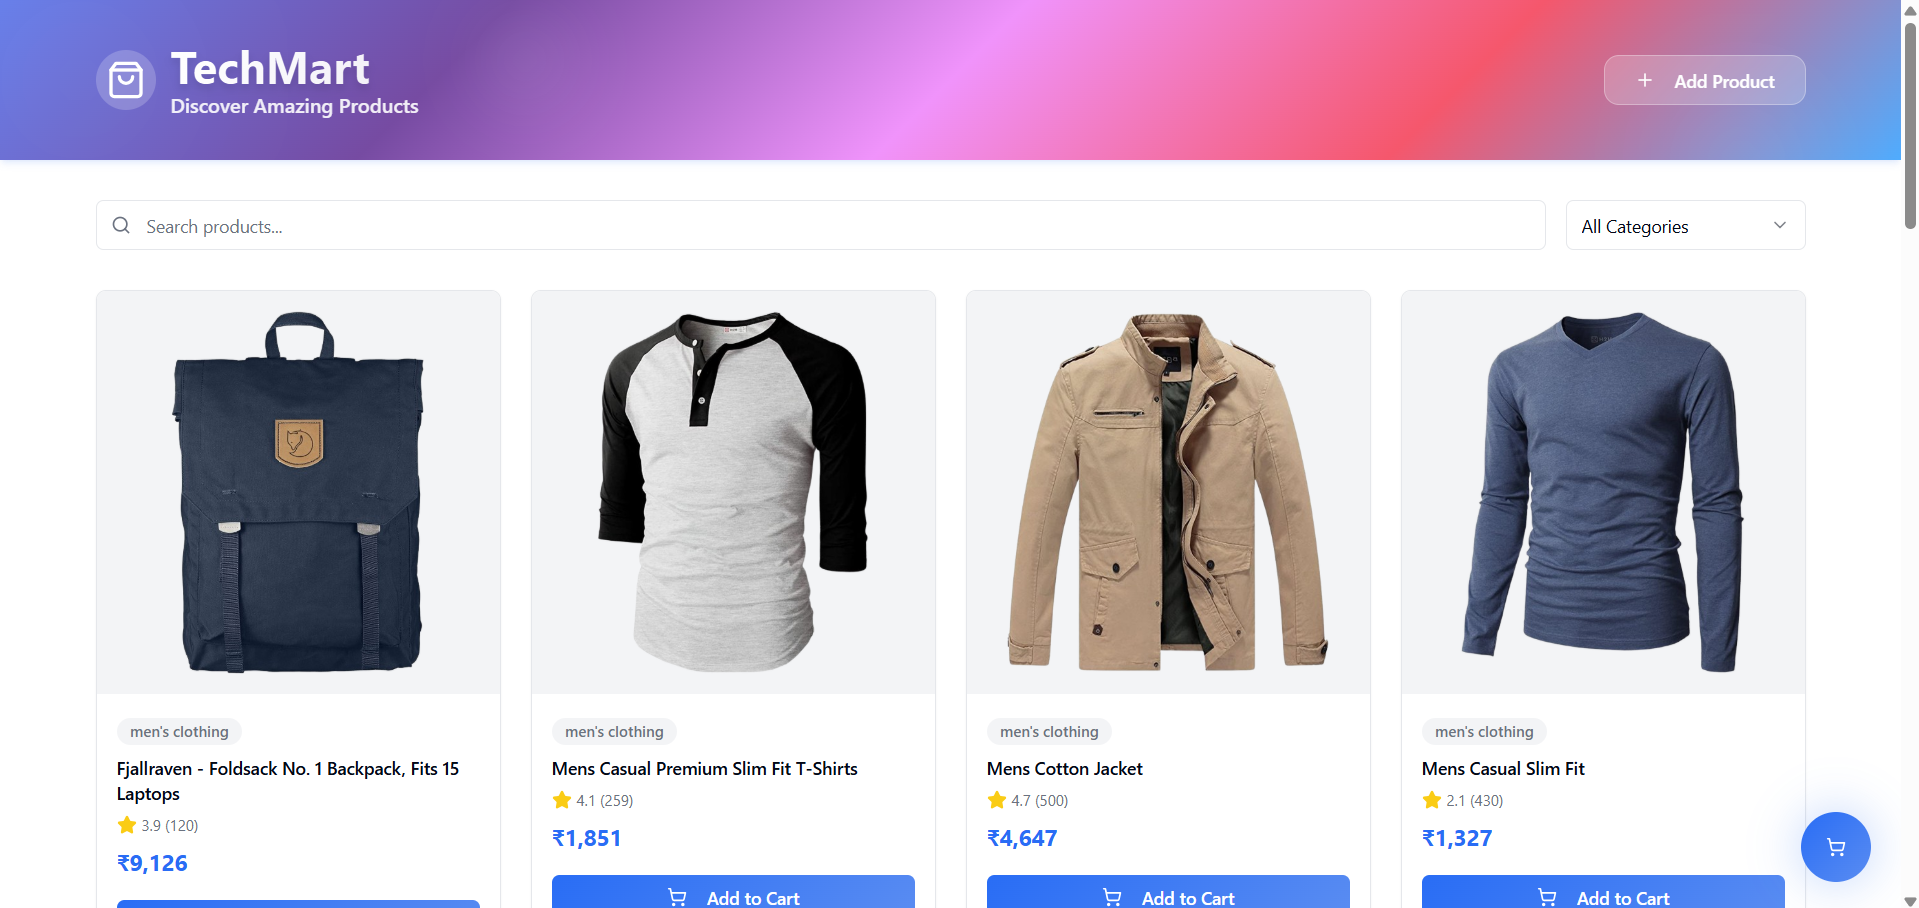 TechMart
Discover Amazing Products
Add Product
Search products...
All Categories
men's clothing
Fjallraven - Foldsack No. 1 Backpack, Fits 15
Laptops
3.9 (120)
₹9,126
men's clothing
Mens Casual Premium Slim Fit T-Shirts
4.1 (259)
₹1,851
Add to Cart
men's clothing
Mens Cotton Jacket
4.7 (500)
₹4,647
Add to Cart
men's clothing
Mens Casual Slim Fit
2.1 (430)
₹1,327
Add to Cart